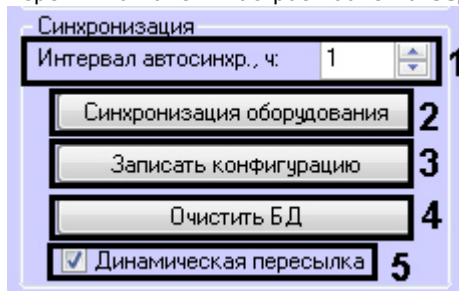 Синхронизация
Интервал автосинхр., ч: 1 1
Синхронизация оборудования 2
Записать конфигурацию 3
Очистить БД 4
Динамическая пересылка 5